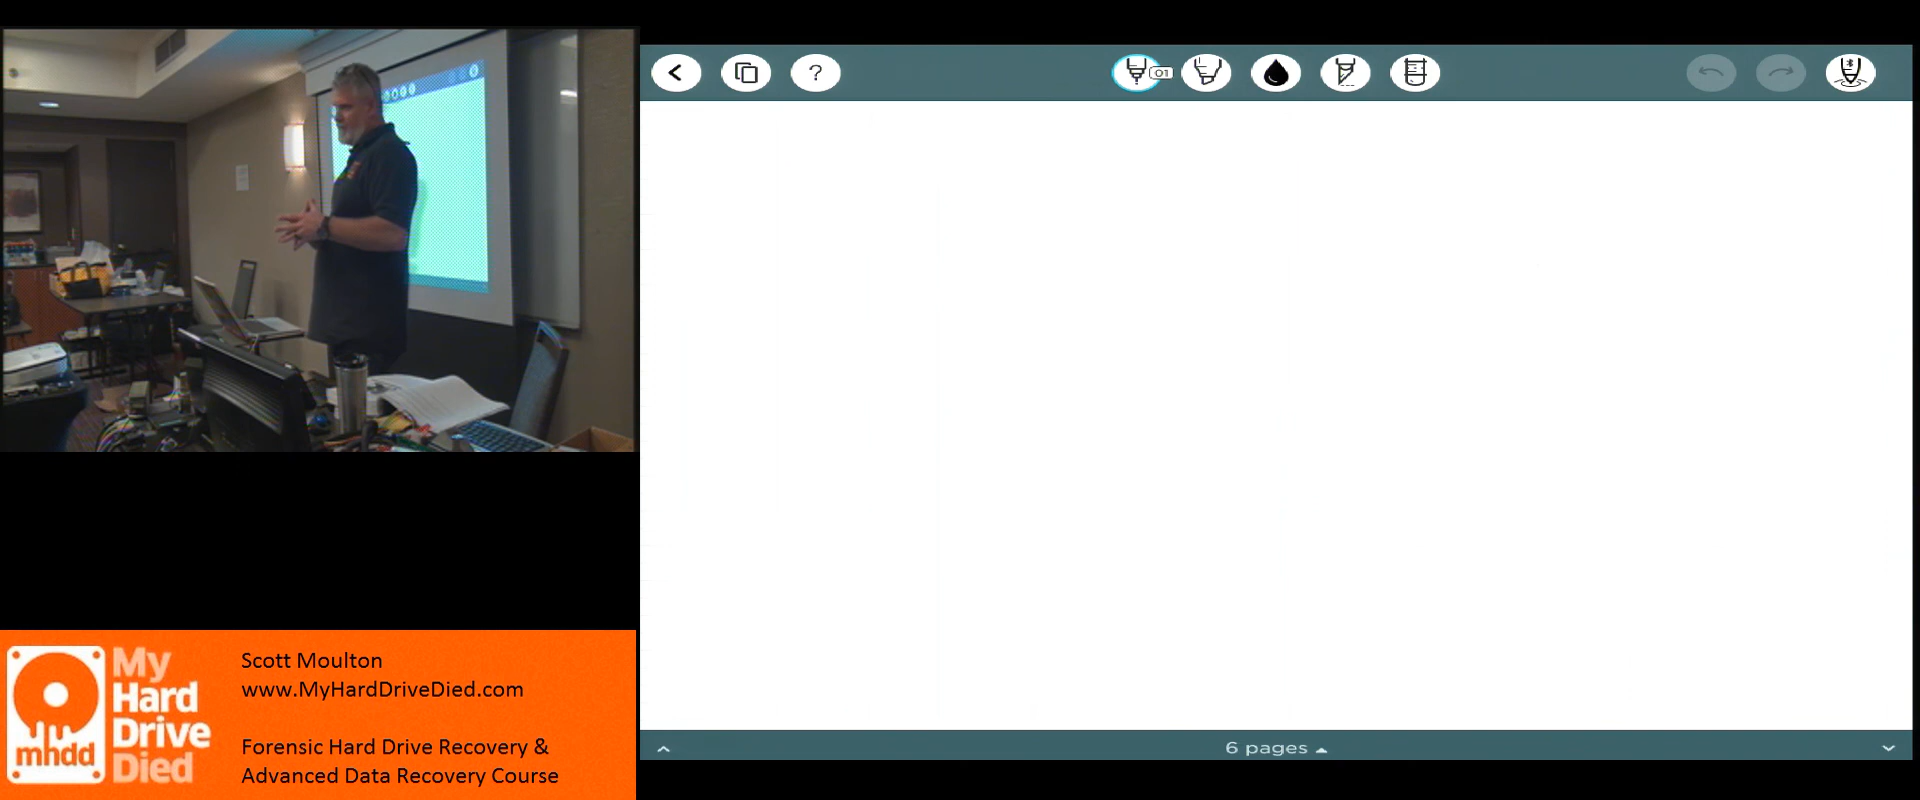 ?
01
6 pages
My
Hard
Drive
Died
mhdd
Scott Moulton
www.MyHardDriveDied.com
Forensic Hard Drive Recovery &
Advanced Data Recovery Course